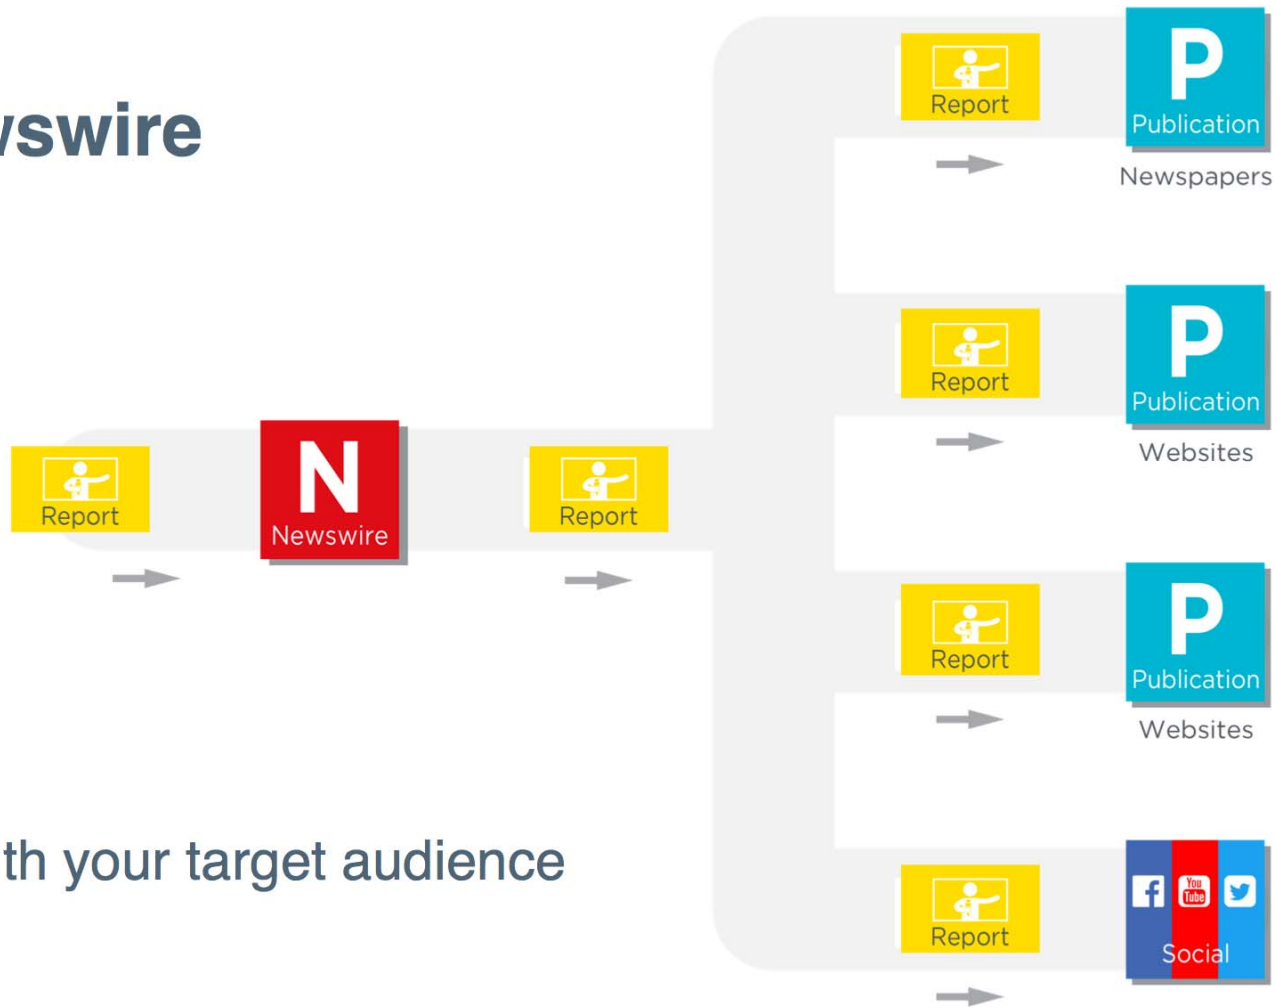 wswire
Report
P
Publication
Newspapers
Report
P
Publication
Websites
Report
N
Newswire
Report
Report
P
Publication
Websites
th your target audience
Report
f
You
Tube
Social